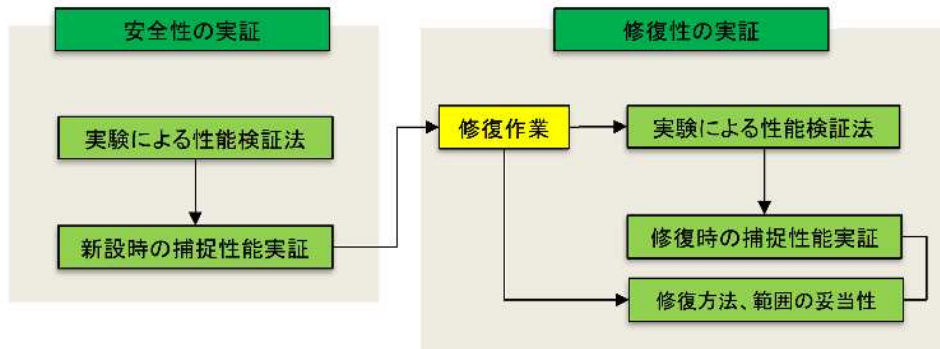 安全性の実証
実験による性能検証法
新設時の捕捉性能実証
修復性の実証
修復作業
実験による性能検証法
修復時の捕捉性能実証
修復方法、範囲の妥当性